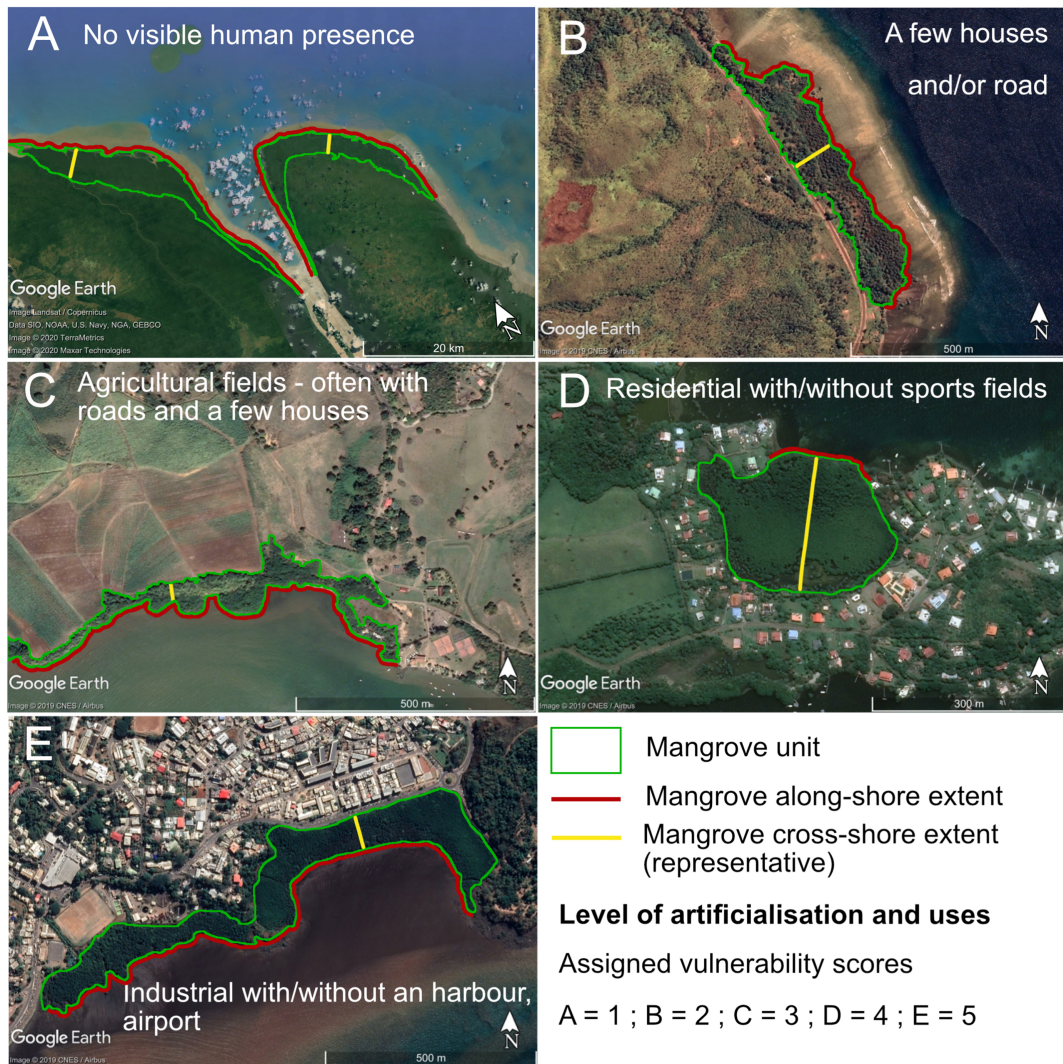 A
No visible human presence
Google Earth
Image Landsat / Copernicus
Data SIO, NOAA, U.S. Navy, NGA, GEBCO
Image © 2020 TerraMetrics
Image © 2020 Maxar Technologies
N
20 km
B
A few houses
and/or road
Google Earth
Image © 2019 CNES / Airbus
N
500 m
C
Agricultural fields - often with
roads and a few houses
Google Earth
Image © 2019 CNES / Airbus
N
500 m
D
Residential with/without sports fields
Google Earth
Image © 2019 CNES / Airbus
N
300 m
E
Industrial with/without an harbour,
airport
Google Earth
Image © 2019 CNES / Airbus
N
500 m
Mangrove unit
Mangrove along-shore extent
Mangrove cross-shore extent
(representative)
Level of artificialisation and uses
Assigned vulnerability scores
A = 1 ; B = 2 ; C = 3 ; D = 4 ; E = 5